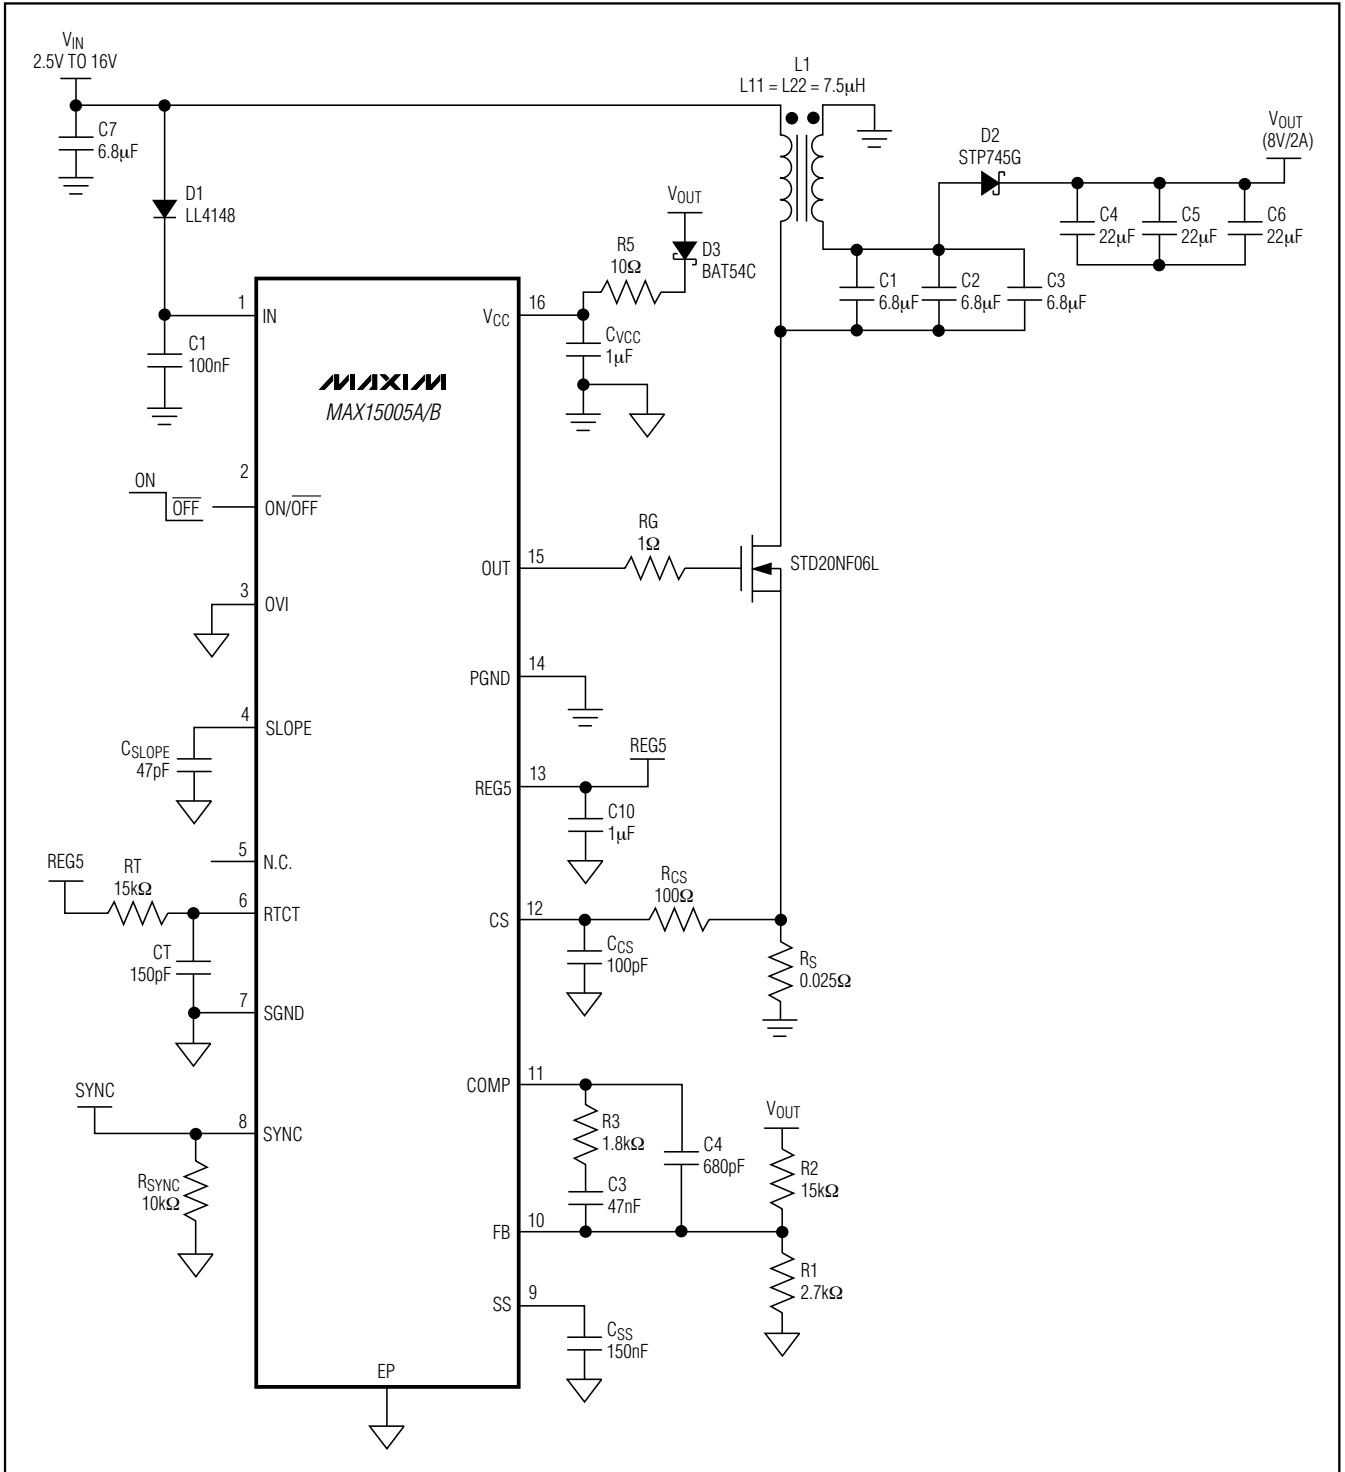 VIN
2.5V TO 16V
C7
6.8µF
D1
LL4148
C1
100nF
L1
L11 = L22 = 7.5µH
D2
STP745G
VOUT
(8V/2A)
C4
22µF
C5
22µF
C6
22µF
C1
6.8µF
C2
6.8µF
C3
6.8µF
VOUT
D3
BAT54C
R5
10Ω
CVCC
1µF
MAXIM
MAX15005A/B
1
IN
2
ON/OFF
ON
OFF
3
OVI
4
SLOPE
CSLOPE
47pF
5
N.C.
REG5
RT
15kΩ
6
RTCT
CT
150pF
7
SGND
SYNC
8
SYNC
RSYNC
10kΩ
EP
16
VCC
15
OUT
RG
1Ω
STD20NF06L
14
PGND
13
REG5
REG5
C10
1µF
12
CS
RCS
100Ω
CCS
100pF
RS
0.025Ω
11
COMP
R3
1.8kΩ
C3
47nF
C4
680pF
VOUT
R2
15kΩ
10
FB
R1
2.7kΩ
9
SS
CSS
150nF